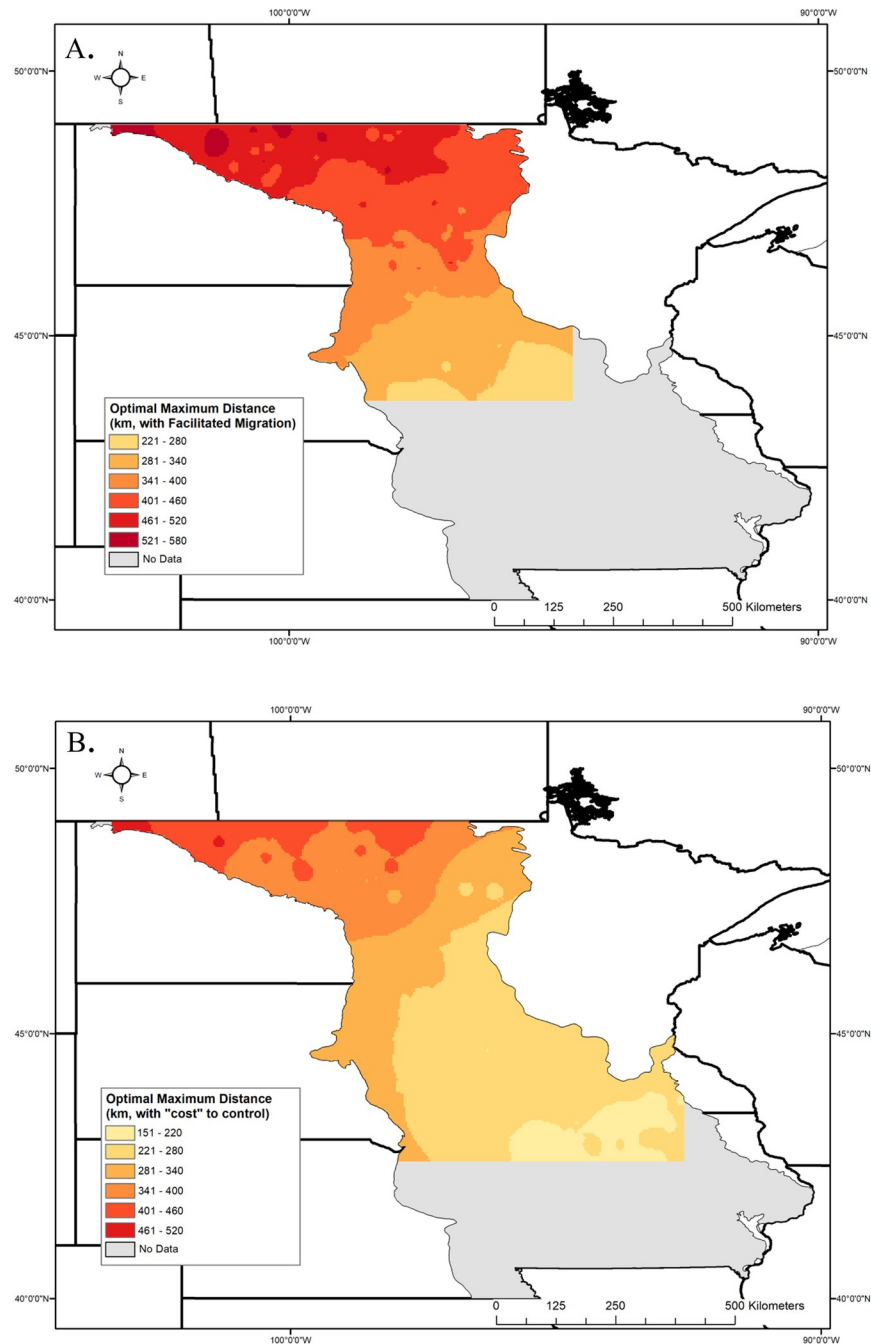 100°0'0"W
90°0'0"W
A.
N
W
E
S
50°0'0"N
50°0'0"N
45°0'0"N
45°0'0"N
Optimal Maximum Distance
(km, with Facilitated Migration)
221 - 280
281 - 340
341 - 400
401 - 460
461 - 520
521 - 580
No Data
40°0'0"N
40°0'0"N
0 125 250 500 Kilometers
100°0'0"W
90°0'0"W
100°0'0"W
90°0'0"W
B.
N
W
E
S
50°0'0"N
50°0'0"N
45°0'0"N
45°0'0"N
Optimal Maximum Distance
(km, with "cost" to control)
151 - 220
221 - 280
281 - 340
341 - 400
401 - 460
461 - 520
No Data
40°0'0"N
40°0'0"N
0 125 250 500 Kilometers
100°0'0"W
90°0'0"W